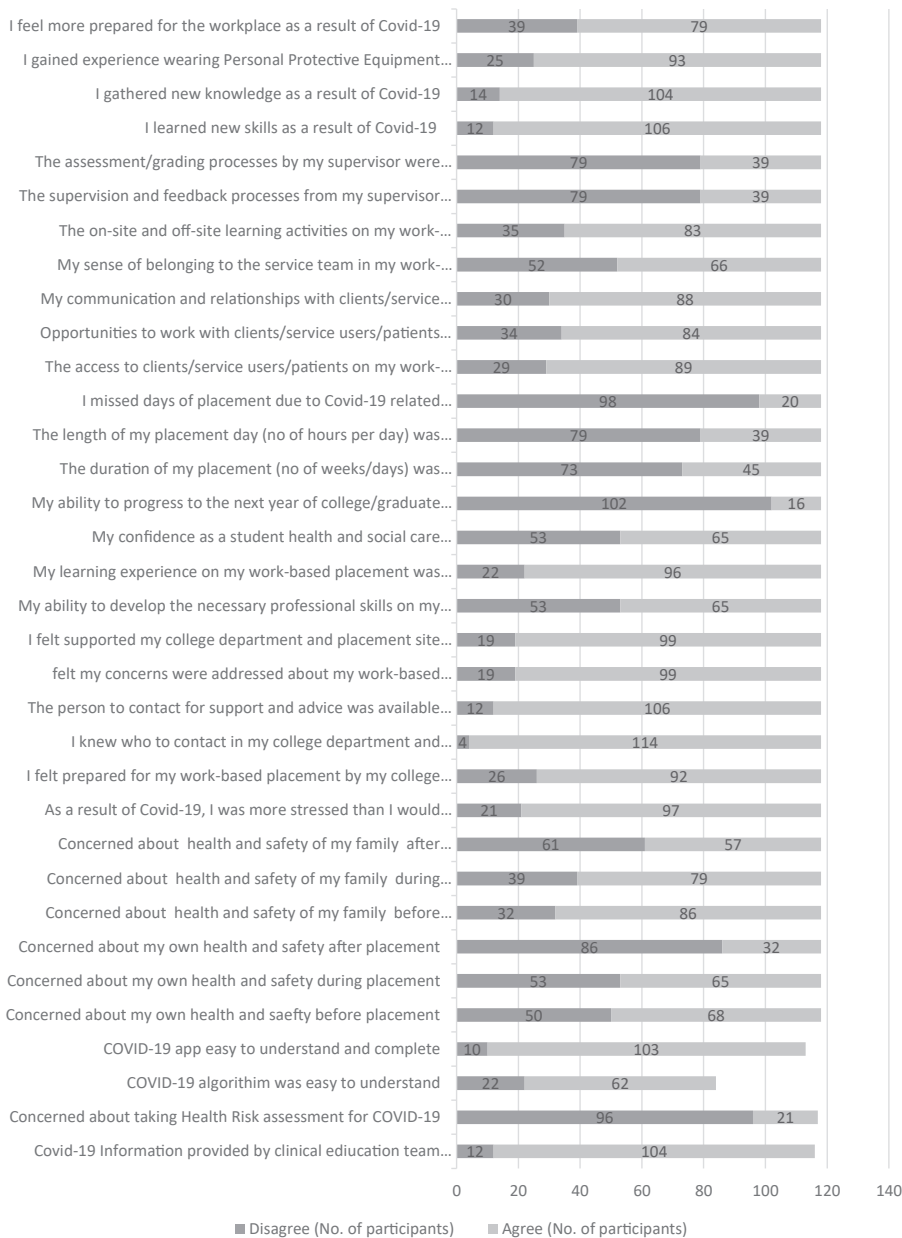 I feel more prepared for the workplace as a result of Covid-19 39 79
I gained experience wearing Personal Protective Equipment... 25 93
I gathered new knowledge as a result of Covid-19 14 104
I learned new skills as a result of Covid-19 12 106
The assessment/grading processes by my supervisor were... 79 39
The supervision and feedback processes from my supervisor... 79 39
The on-site and off-site learning activities on my work-... 35 83
My sense of belonging to the service team in my work-... 52 66
My communication and relationships with clients/service... 30 88
Opportunities to work with clients/service users/patients... 34 84
The access to clients/service users/patients on my work-... 29 89
I missed days of placement due to Covid-19 related... 98 20
The length of my placement day (no of hours per day) was... 79 39
The duration of my placement (no of weeks/days) was... 73 45
My ability to progress to the next year of college/graduate... 102 16
My confidence as a student health and social care... 53 65
My learning experience on my work-based placement was... 22 96
My ability to develop the necessary professional skills on my... 53 65
I felt supported my college department and placement site... 19 99
felt my concerns were addressed about my work-based... 19 99
The person to contact for support and advice was available... 12 106
I knew who to contact in my college department and... 4 114
I felt prepared for my work-based placement by my college... 26 92
As a result of Covid-19, I was more stressed than I would... 21 97
Concerned about health and safety of my family after... 61 57
Concerned about health and safety of my family during... 39 79
Concerned about health and safety of my family before... 32 86
Concerned about my own health and safety after placement 86 32
Concerned about my own health and safety during placement 53 65
Concerned about my own health and saefty before placement 50 68
COVID-19 app easy to understand and complete 10 103
COVID-19 algorithim was easy to understand 22 62
Concerned about taking Health Risk assessment for COVID-19 96 21
Covid-19 Information provided by clinical eduication team... 12 104
0 20 40 60 80 100 120 140
Disagree (No. of participants) Agree (No. of participants)